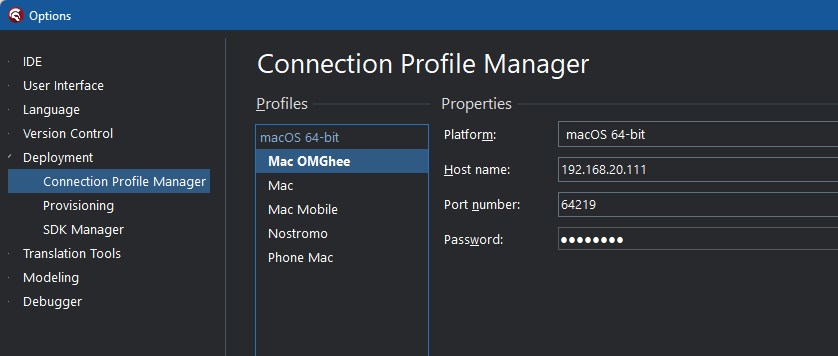 Options
IDE
User Interface
Language
Version Control
Deployment
Connection Profile Manager
Provisioning
SDK Manager
Translation Tools
Modeling
Debugger
Connection Profile Manager
Profiles
macOS 64-bit
Mac OMGhee
Mac
Mac Mobile
Nostromo
Phone Mac
Properties
Platform: macOS 64-bit
Host name: 192.168.20.111
Port number: 64219
Password: ●●●●●●●●